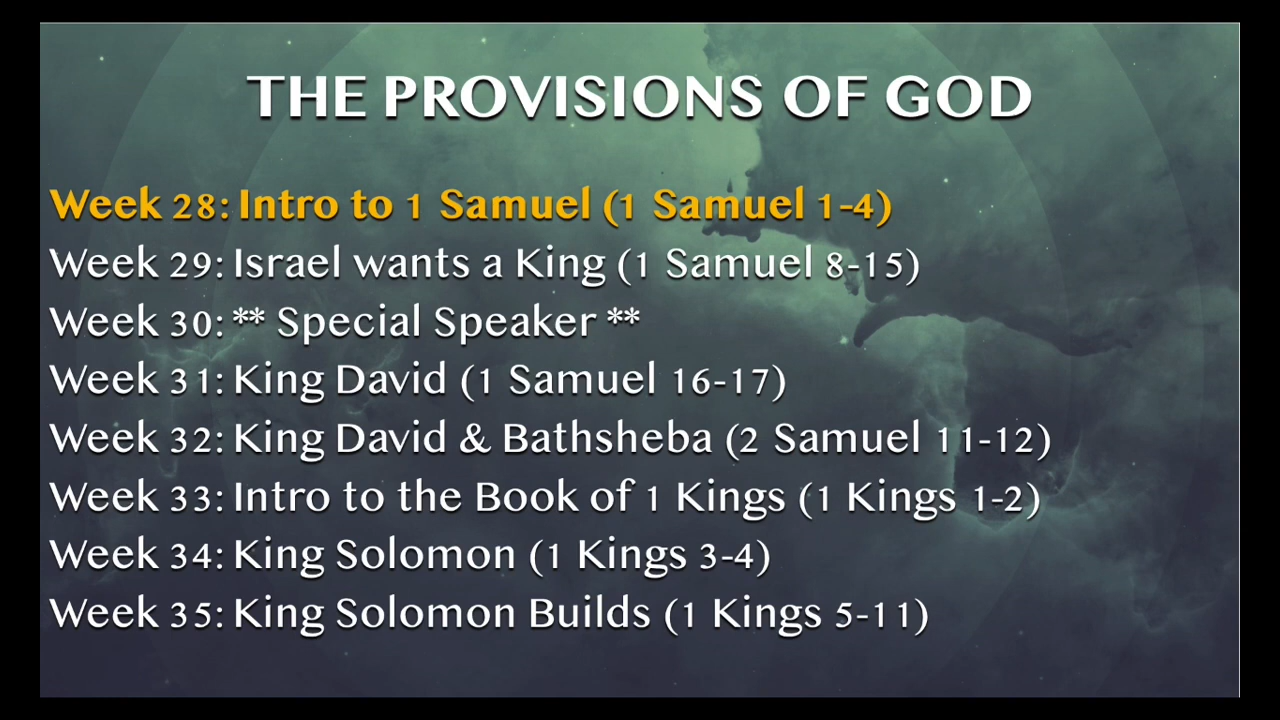 THE PROVISIONS OF GOD
Week 28: Intro to 1 Samuel (1 Samuel 1-4)
Week 29: Israel wants a King (1 Samuel 8-15)
Week 30: ** Special Speaker **
Week 31: King David (1 Samuel 16-17)
Week 32: King David & Bathsheba (2 Samuel 11-12)
Week 33: Intro to the Book of 1 Kings (1 Kings 1-2)
Week 34: King Solomon (1 Kings 3-4)
Week 35: King Solomon Builds (1 Kings 5-11)